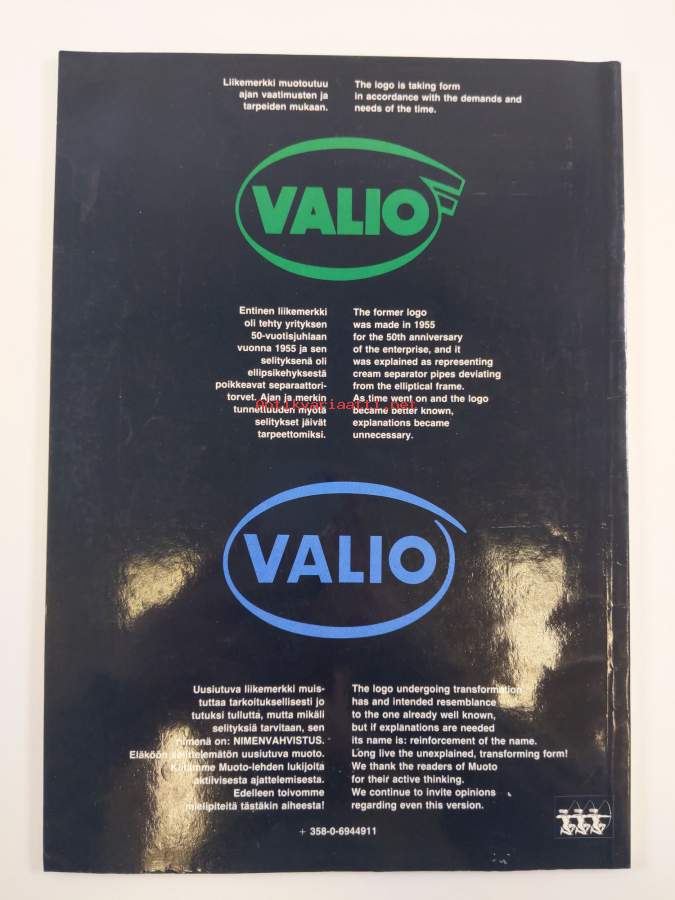 Liikemerkki muotoutuu
ajan vaatimusten ja
tarpeiden mukaan.
The logo is taking form
in accordance with the demands and
needs of the time.
VALIO
Entinen liikemerkki
oli tehty yrityksen
50-vuotisjuhlaan
vuonna 1955 ja sen
selityksenä oli
ellipsikehyksestä
poikkeavat separaattori-
torvet. Ajan ja merkin
tunnettuuden myötä
selitykset jäivät
tarpeettomiksi.
The former logo
was made in 1955
for the 50th anniversary
of the enterprise, and it
was explained as representing
cream separator pipes deviating
from the elliptical frame.
As time went on and the logo
became better known,
explanations became
unnecessary.
Antikvariaatti.net
VALIO
Uusiutuva liikemerkki muis-
tuttaa tarkoituksellisesti jo
tutuksi tullutta, mutta mikäli
selityksiä tarvitaan, sen
nimenä on: NIMENVAHVISTUS.
Eläköön selittelemätön uusiutuva muoto.
Kiitämme Muoto-lehden lukijoita
aktiivisesta ajattelemisesta.
Edelleen toivomme
mielipiteitä tästäkin aiheesta!
The logo undergoing transformation
has and intended resemblance
to the one already well known,
but if explanations are needed
its name is: reinforcement of the name.
Long live the unexplained, transforming form!
We thank the readers of Muoto
for their active thinking.
We continue to invite opinions
regarding even this version.
+ 358-0-6944911